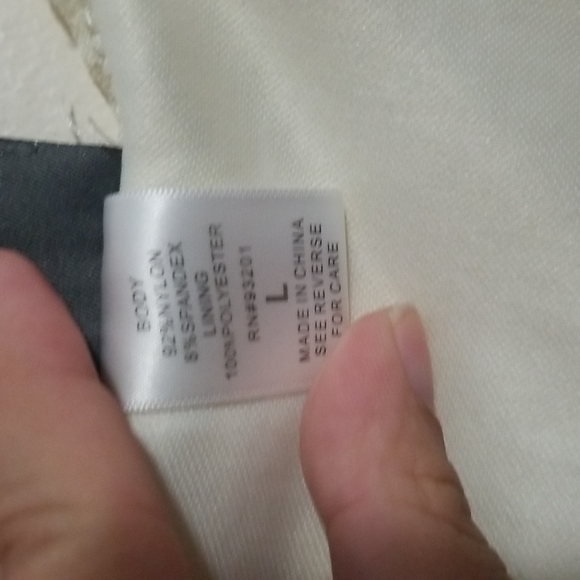 BODY
92%NYLON
8%SPANDEX
LINING
100%POLYESTER
RN#93201
L
MADE IN CHINA
SEE REVERSE
FOR CARE